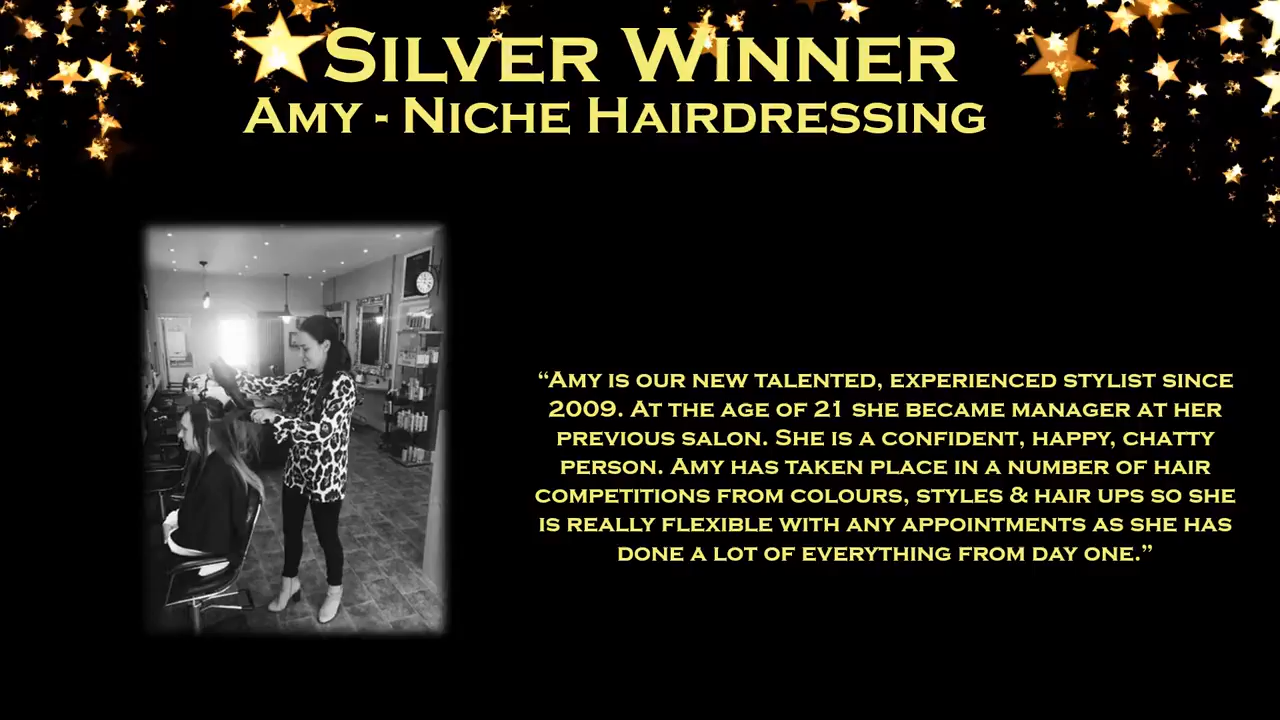 Silver Winner
Amy - Niche Hairdressing
“Amy is our new talented, experienced stylist since
2009. At the age of 21 she became manager at her
previous salon. She is a confident, happy, chatty
person. Amy has taken place in a number of hair
competitions from colours, styles & hair ups so she
is really flexible with any appointments as she has
done a lot of everything from day one.”